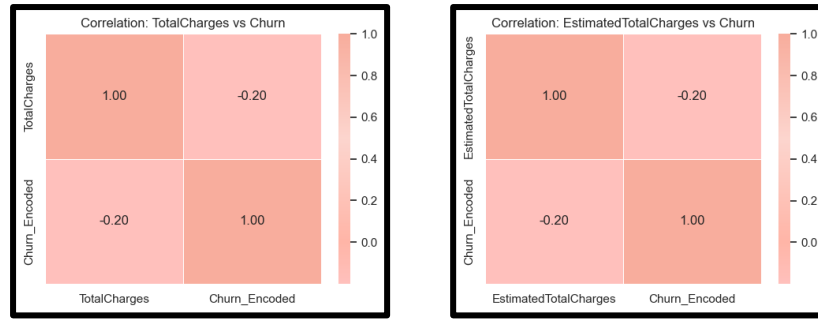 Correlation: TotalCharges vs Churn
TotalCharges
1.00
-0.20
Churn_Encoded
-0.20
1.00
TotalCharges
Churn_Encoded
1.0
0.8
0.6
0.4
0.2
0.0
Correlation: EstimatedTotalCharges vs Churn
EstimatedTotalCharges
1.00
-0.20
Churn_Encoded
-0.20
1.00
EstimatedTotalCharges
Churn_Encoded
1.0
0.8
0.6
0.4
0.2
0.0